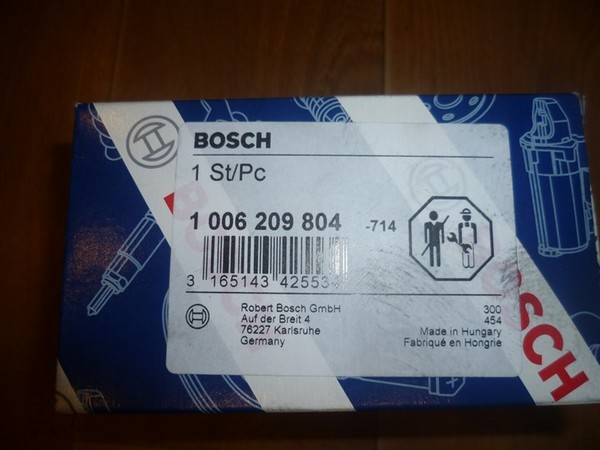 BOSCH
1 St/Pc
1 006 209 804 -714
3 165143 42553
Robert Bosch GmbH
Auf der Breit 4
76227 Karlsruhe
Germany
300
454
Made in Hungary
Fabriqué en Hongrie
BOSCH